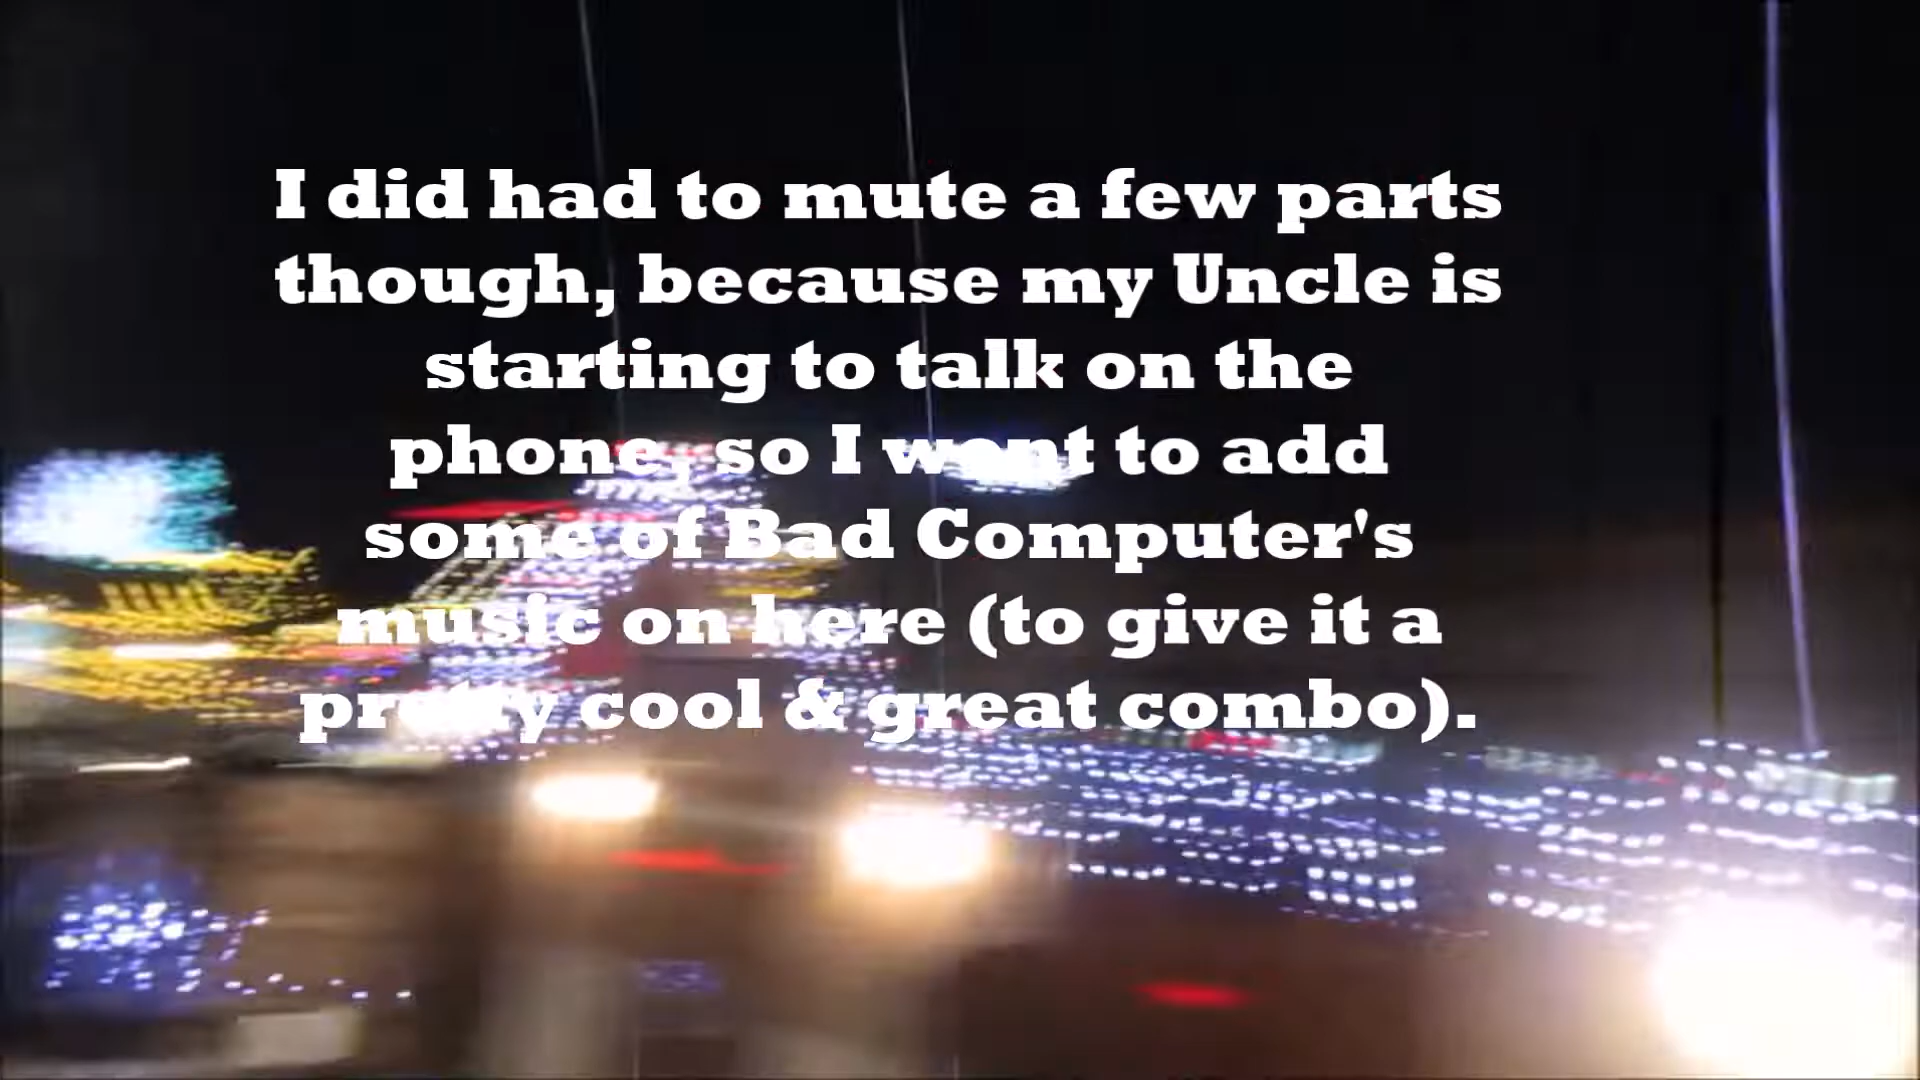 I did had to mute a few parts
though, because my Uncle is
starting to talk on the
phone, so I went to add
some of Bad Computer's
music on here (to give it a
pretty cool & great combo).